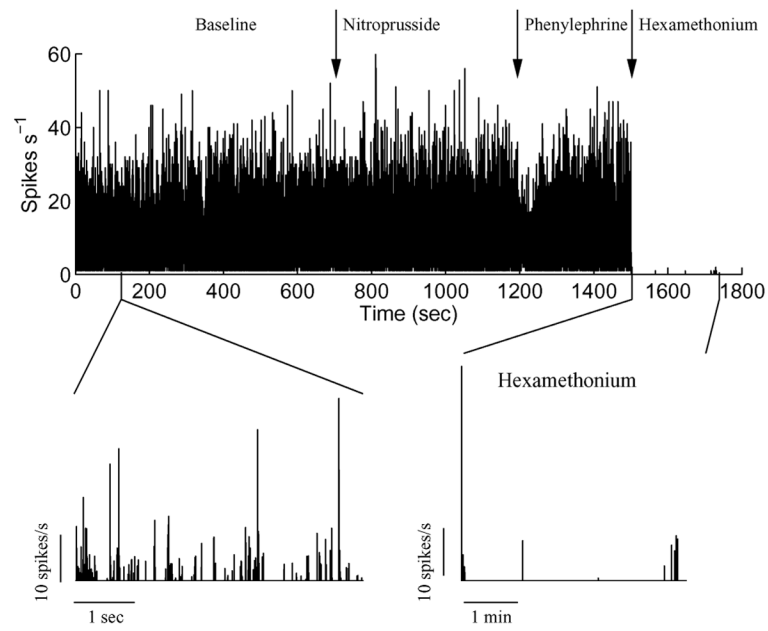 Baseline
Nitroprusside
Phenylephrine
Hexamethonium
60
40
20
0
Spikes s⁻¹
0 200 400 600 800 1000 1200 1400 1600 1800
Time (sec)
Hexamethonium
10 spikes/s
1 sec
10 spikes/s
1 min